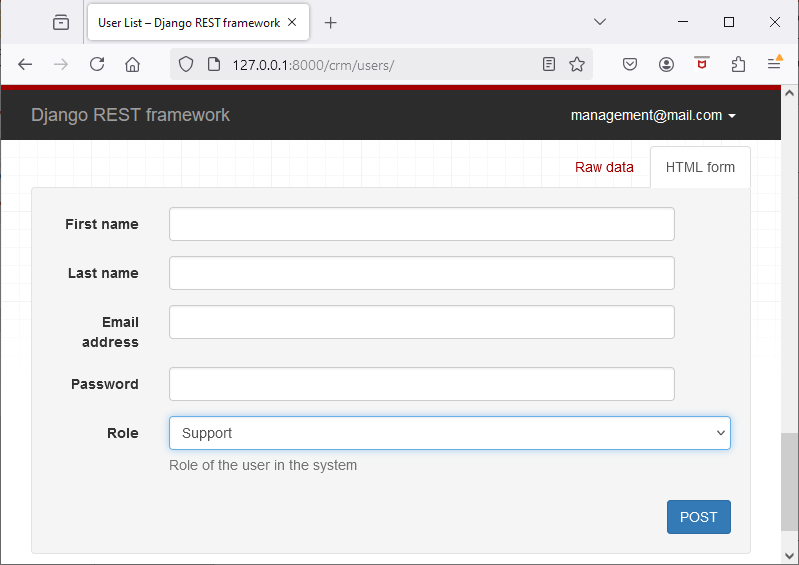 User List – Django REST framework
127.0.0.1:8000/crm/users/
Django REST framework
management@mail.com
Raw data
HTML form
First name
Last name
Email
address
Password
Role
Support
Role of the user in the system
POST